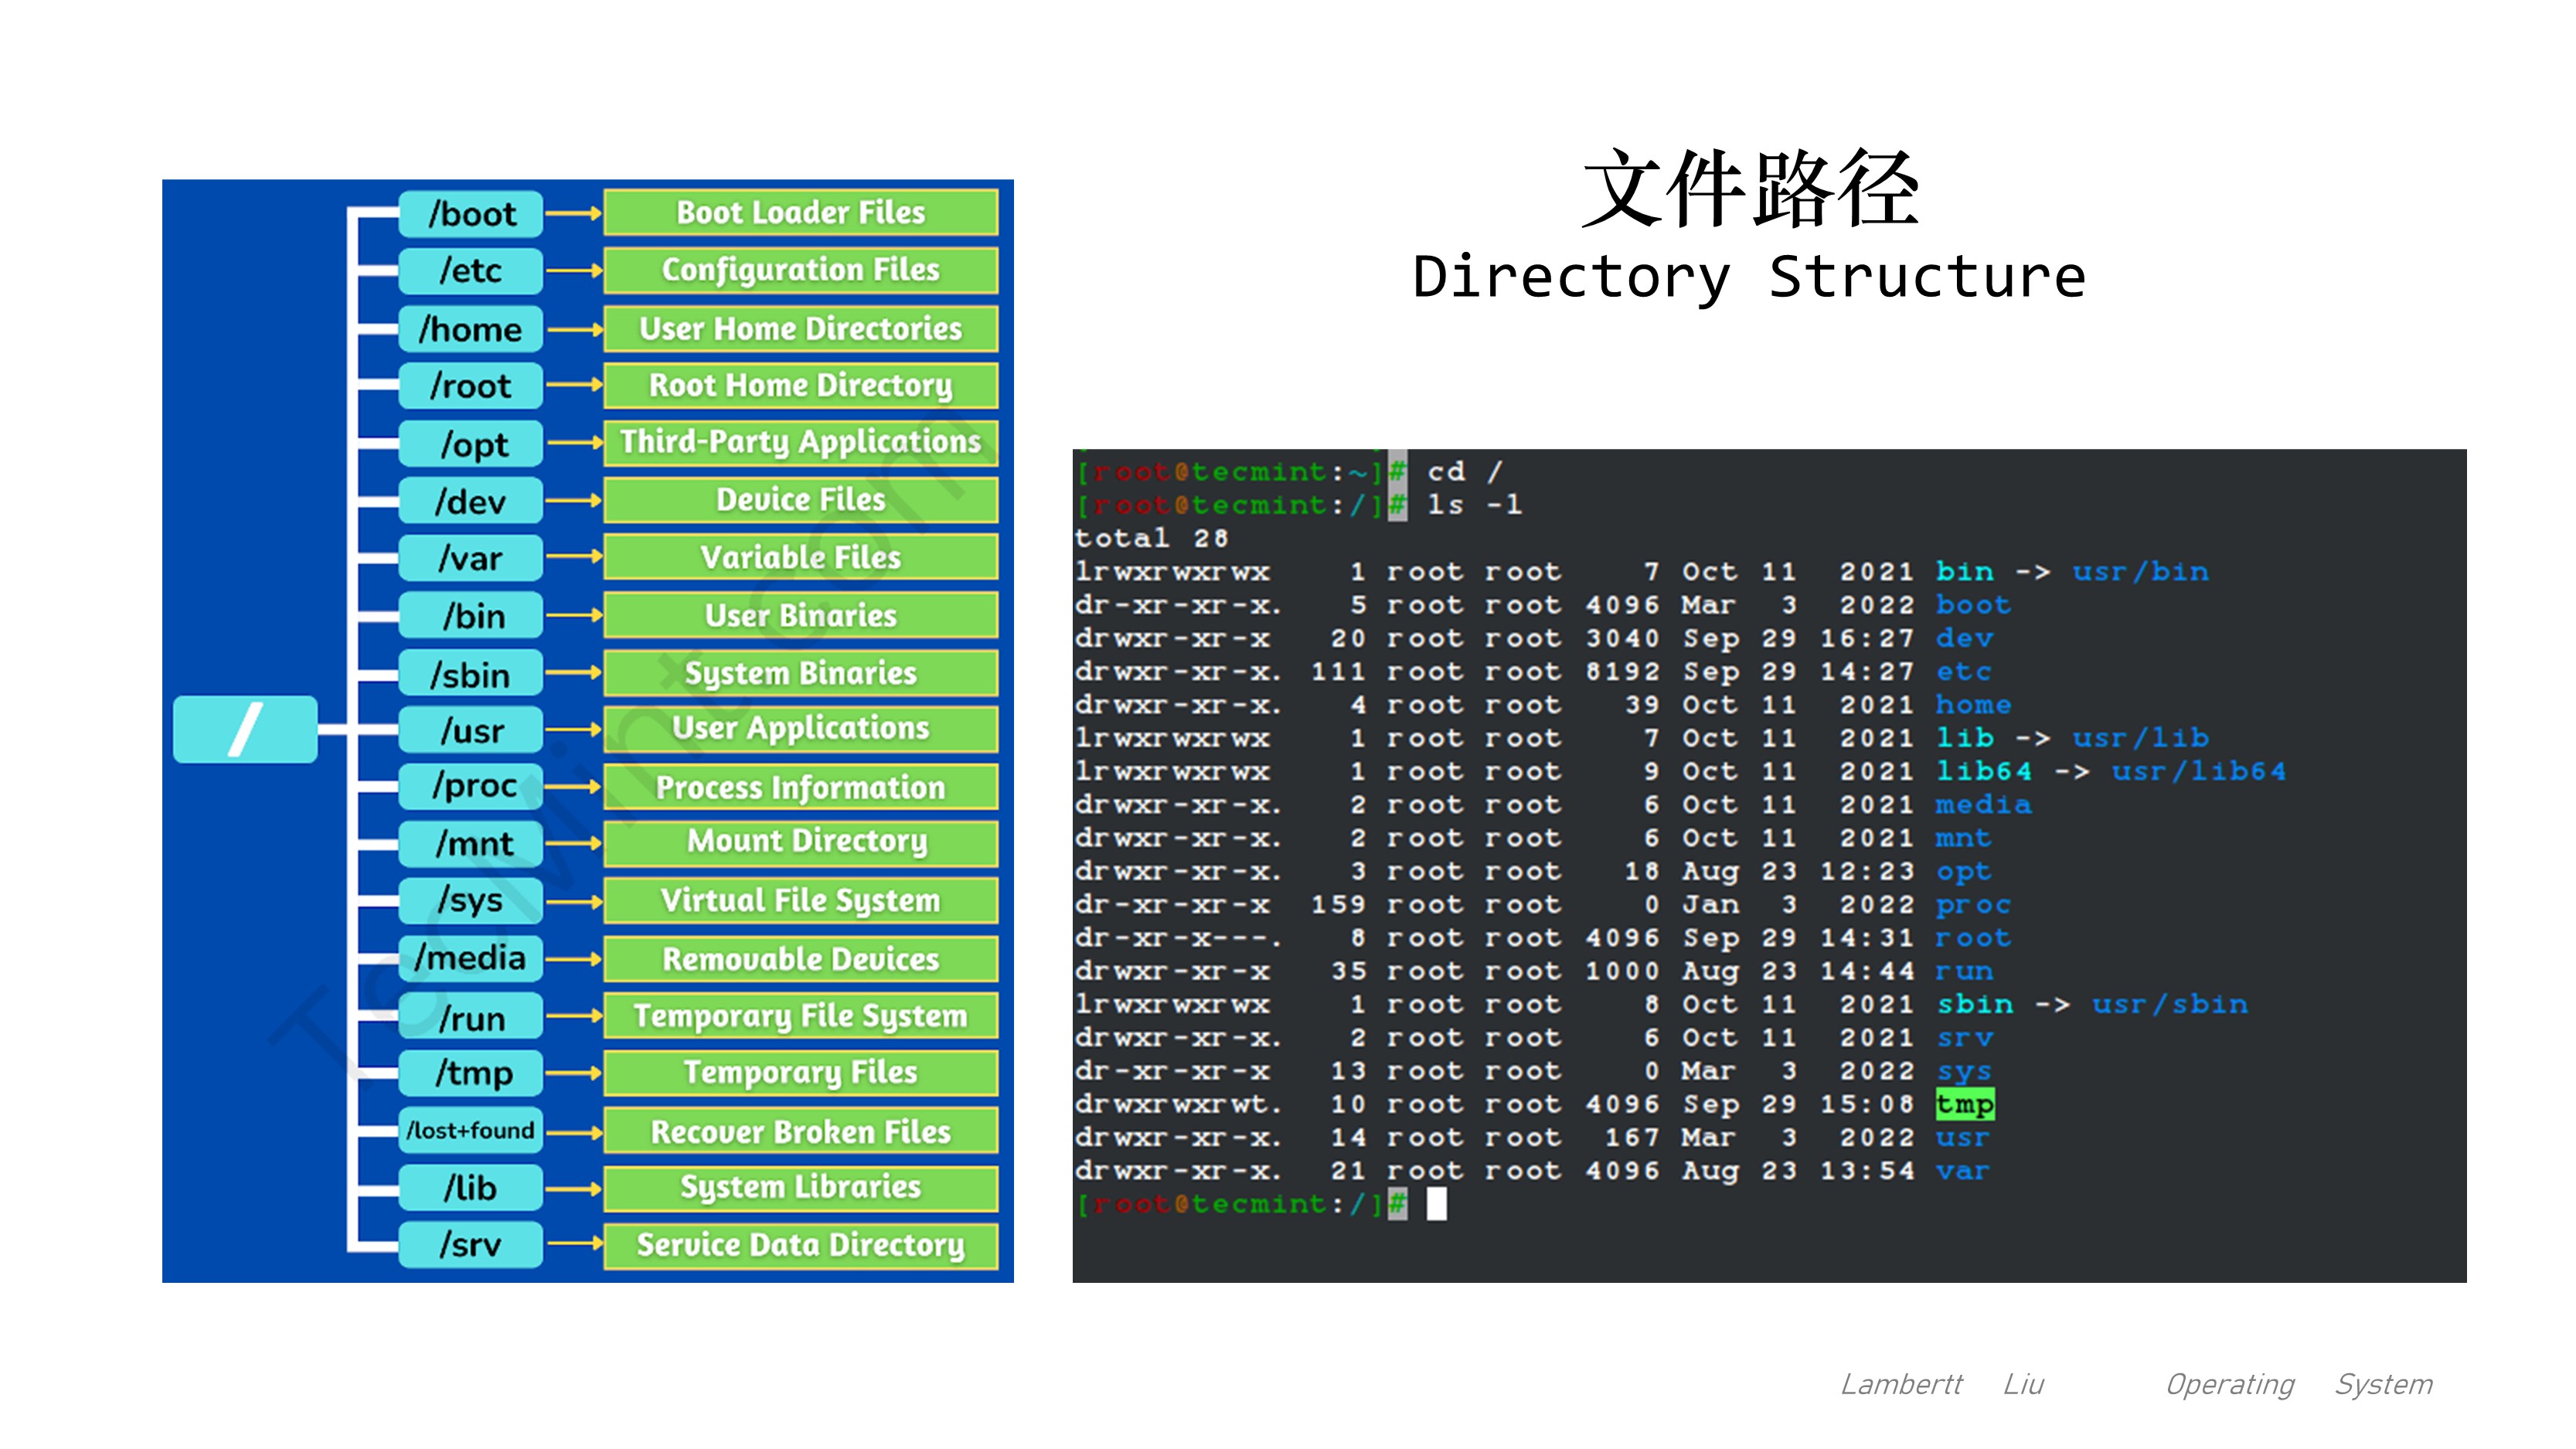 文件路径
Directory Structure
/
/boot Boot Loader Files
/etc Configuration Files
/home User Home Directories
/root Root Home Directory
/opt Third-Party Applications
/dev Device Files
/var Variable Files
/bin User Binaries
/sbin System Binaries
/usr User Applications
/proc Process Information
/mnt Mount Directory
/sys Virtual File System
/media Removable Devices
/run Temporary File System
/tmp Temporary Files
/lost+found Recover Broken Files
/lib System Libraries
/srv Service Data Directory
TecMint.com
[root@tecmint:~]# cd /
[root@tecmint:/]# ls -l
total 28
lrwxrwxrwx 1 root root 7 Oct 11 2021 bin -> usr/bin
dr-xr-xr-x. 5 root root 4096 Mar 3 2022 boot
drwxr-xr-x 20 root root 3040 Sep 29 16:27 dev
drwxr-xr-x. 111 root root 8192 Sep 29 14:27 etc
drwxr-xr-x. 4 root root 39 Oct 11 2021 home
lrwxrwxrwx 1 root root 7 Oct 11 2021 lib -> usr/lib
lrwxrwxrwx 1 root root 9 Oct 11 2021 lib64 -> usr/lib64
drwxr-xr-x. 2 root root 6 Oct 11 2021 media
drwxr-xr-x. 2 root root 6 Oct 11 2021 mnt
drwxr-xr-x. 3 root root 18 Aug 23 12:23 opt
dr-xr-xr-x 159 root root 0 Jan 3 2022 proc
dr-xr-x---. 8 root root 4096 Sep 29 14:31 root
drwxr-xr-x 35 root root 1000 Aug 23 14:44 run
lrwxrwxrwx 1 root root 8 Oct 11 2021 sbin -> usr/sbin
drwxr-xr-x. 2 root root 6 Oct 11 2021 srv
dr-xr-xr-x 13 root root 0 Mar 3 2022 sys
drwxrwxrwt. 10 root root 4096 Sep 29 15:08 tmp
drwxr-xr-x. 14 root root 167 Mar 3 2022 usr
drwxr-xr-x. 21 root root 4096 Aug 23 13:54 var
[root@tecmint:/]#
Lambertt Liu Operating System